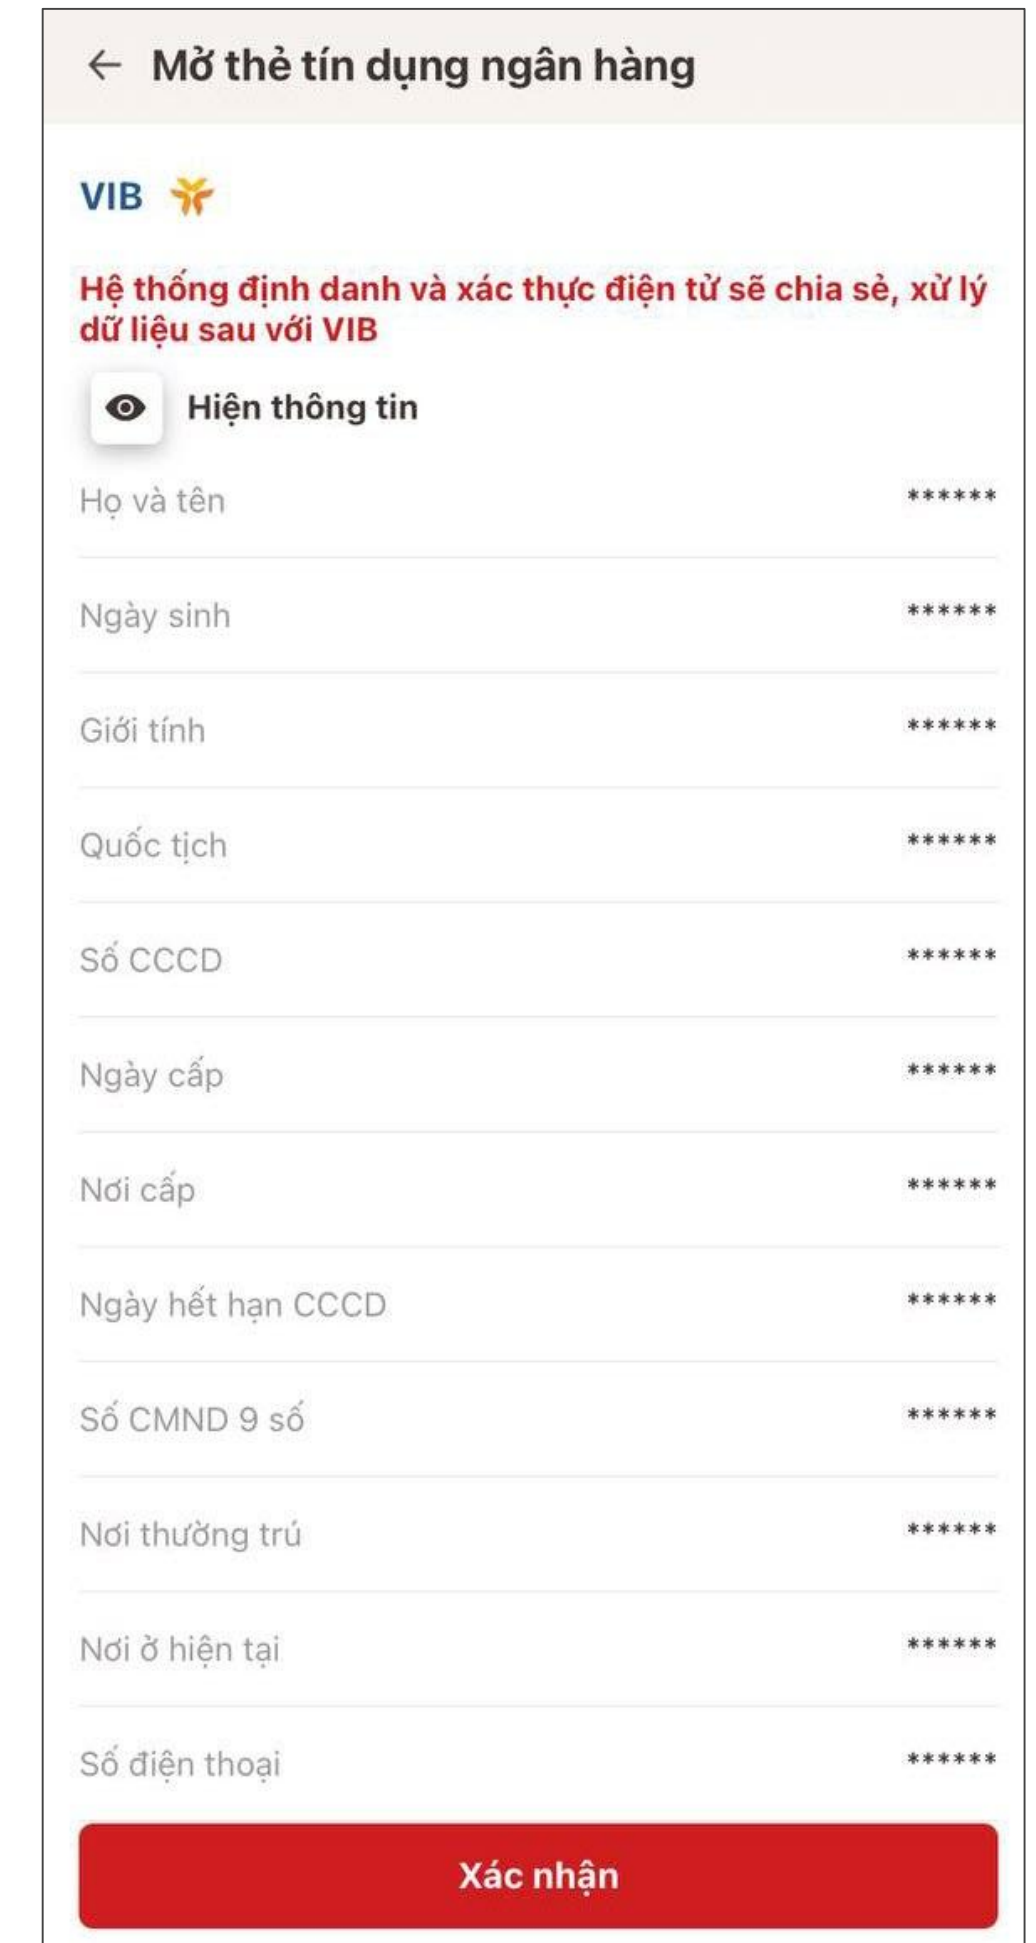 Mở thẻ tín dụng ngân hàng
VIB
Hệ thống định danh và xác thực điện tử sẽ chia sẻ, xử lý
dữ liệu sau với VIB
Hiện thông tin
Họ và tên ******
Ngày sinh ******
Giới tính ******
Quốc tịch ******
Số CCCD ******
Ngày cấp ******
Nơi cấp ******
Ngày hết hạn CCCD ******
Số CMND 9 số ******
Nơi thường trú ******
Nơi ở hiện tại ******
Số điện thoại ******
Xác nhận